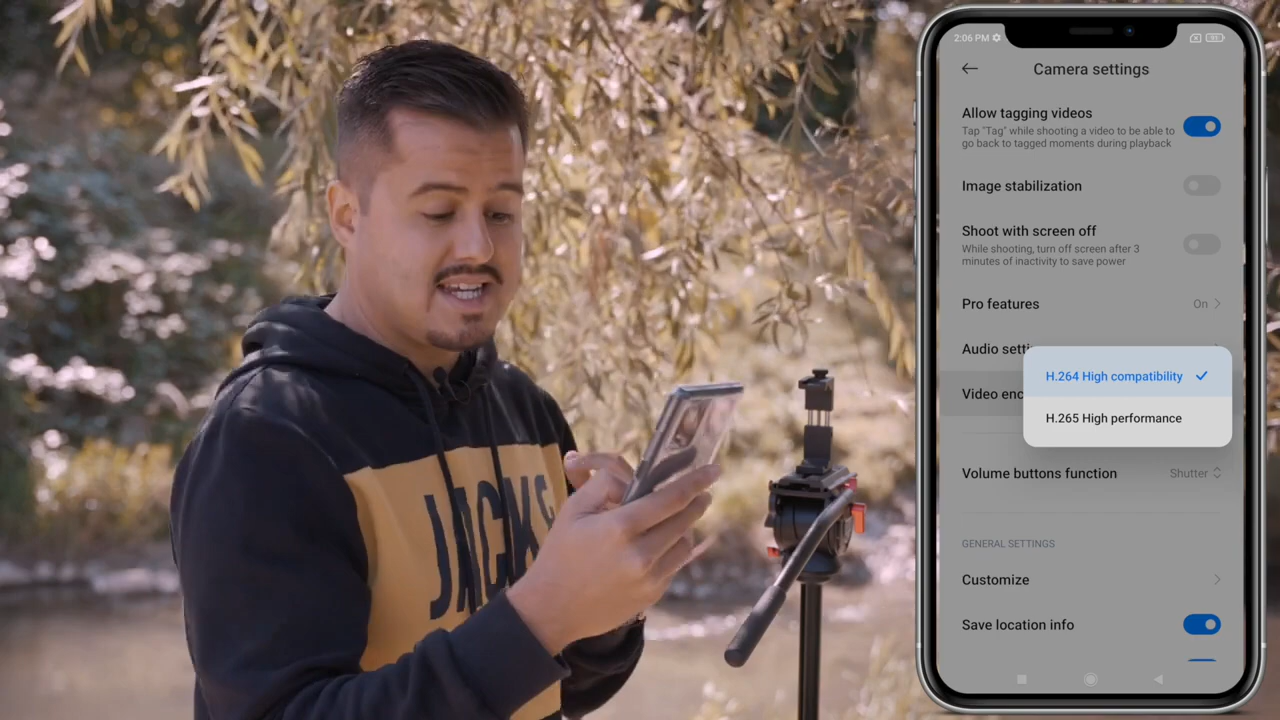 JACKS
2:06 PM
Camera settings
Allow tagging videos
Tap "Tag" while shooting a video to be able to
go back to tagged moments during playback
Image stabilization
Shoot with screen off
While shooting, turn off screen after 3
minutes of inactivity to save power
Pro features On
Audio setti
H.264 High compatibility
Video enc
H.265 High performance
Volume buttons function Shutter
GENERAL SETTINGS
Customize
Save location info